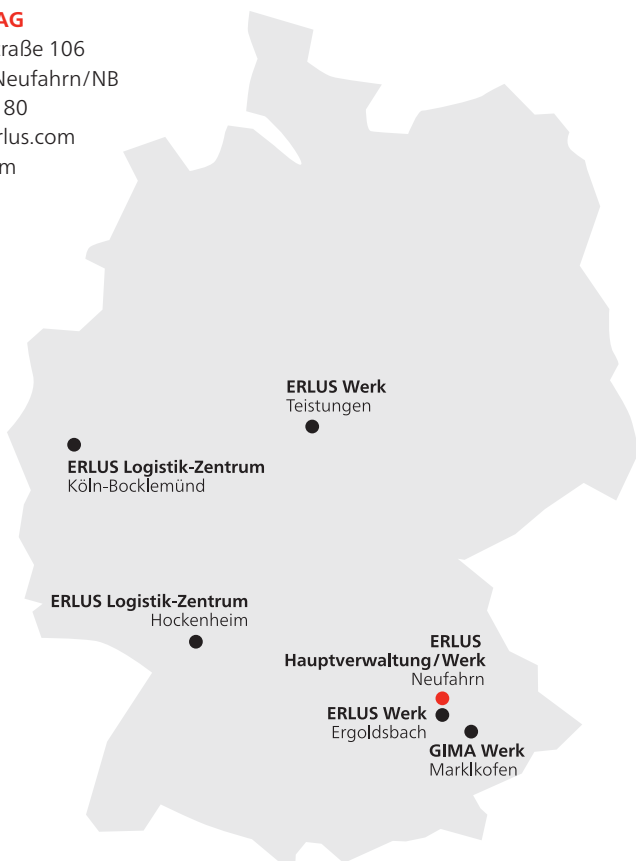 AG
raße 106
Neufahrn/NB
80
rlus.com
m
ERLUS Werk
Teistungen
ERLUS Logistik-Zentrum
Köln-Bocklemünd
ERLUS Logistik-Zentrum
Hockenheim
ERLUS
Hauptverwaltung/Werk
Neufahrn
ERLUS Werk
Ergoldsbach
GIMA Werk
Marklkofen